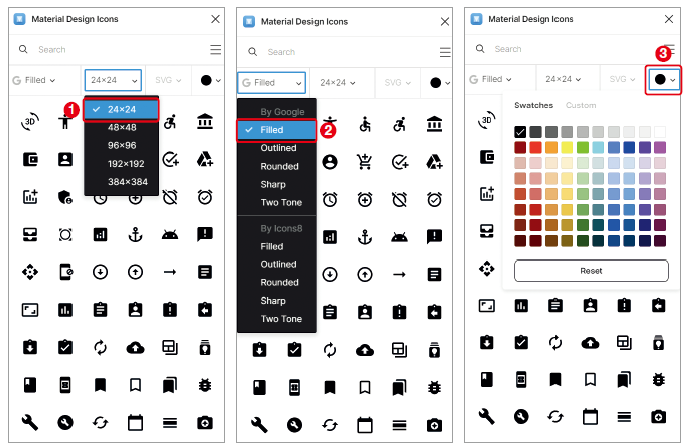 Material Design Icons
Search
Filled
24×24
SVG
1
24×24
48×48
96×96
192×192
384×384
3D
Material Design Icons
Search
Filled
24×24
SVG
By Google
Filled
2
Outlined
Rounded
Sharp
Two Tone
By Icons8
Filled
Outlined
Rounded
Sharp
Two Tone
Material Design Icons
Search
3
Filled
24×24
SVG
Swatches
Custom
3D
Reset